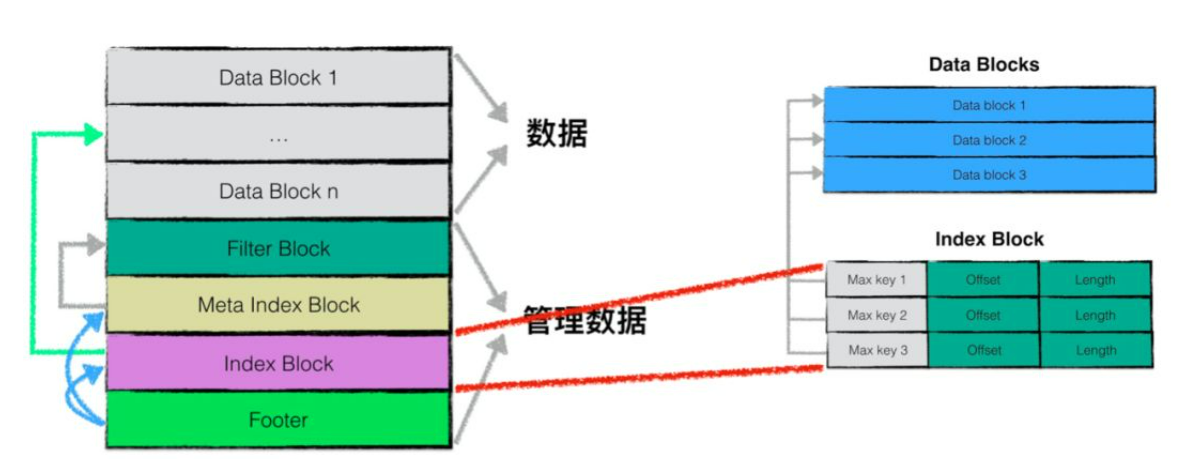 Data Block 1
...
Data Block n
Filter Block
Meta Index Block
Index Block
Footer
数据
管理数据
Data Blocks
Data block 1
Data block 2
Data block 3
Index Block
Max key 1 Offset Length
Max key 2 Offset Length
Max key 3 Offset Length